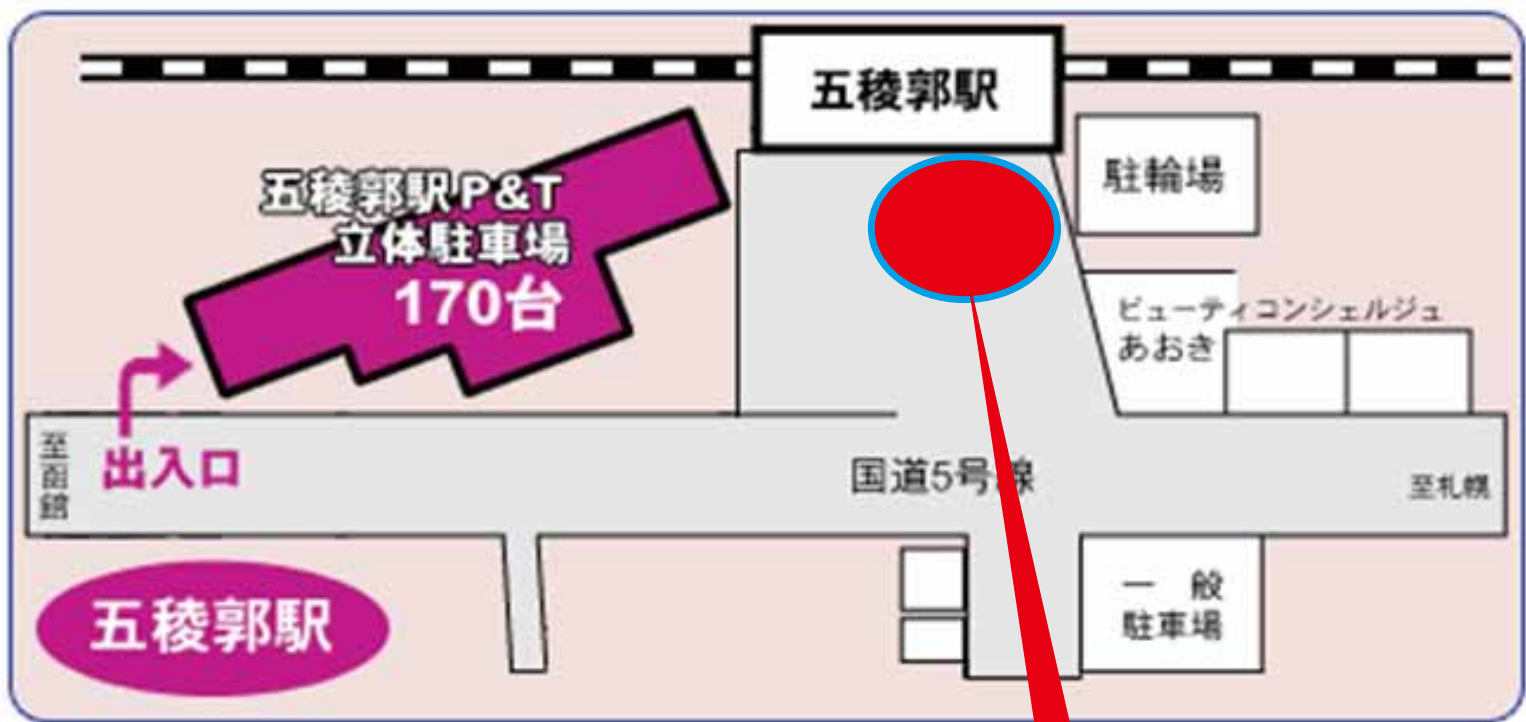 五稜郭駅
五稜郭駅P&T
立体駐車場
170台
駐輪場
ビューティコンシェルジュ
あおき
出入口
至函館
国道5号線
至札幌
五稜郭駅
一般
駐車場